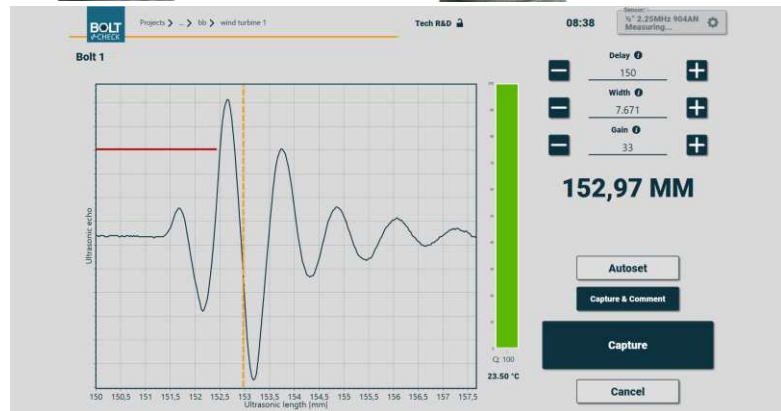 BOLT
CHECK
Projects > ... > bb > wind turbine 1
Tech R&D
08:38
Sensor:
¼" 2.25MHz 904AN
Measuring...
Bolt 1
Delay
150
Width
7.671
Gain
33
152,97 MM
Ultrasonic echo
Autoset
Capture & Comment
Capture
Q: 100
23.50 °C
Cancel
150 150,5 151 151,5 152 152,5 153 153,5 154 154,5 155 155,5 156 156,5 157 157,5
Ultrasonic length [mm]